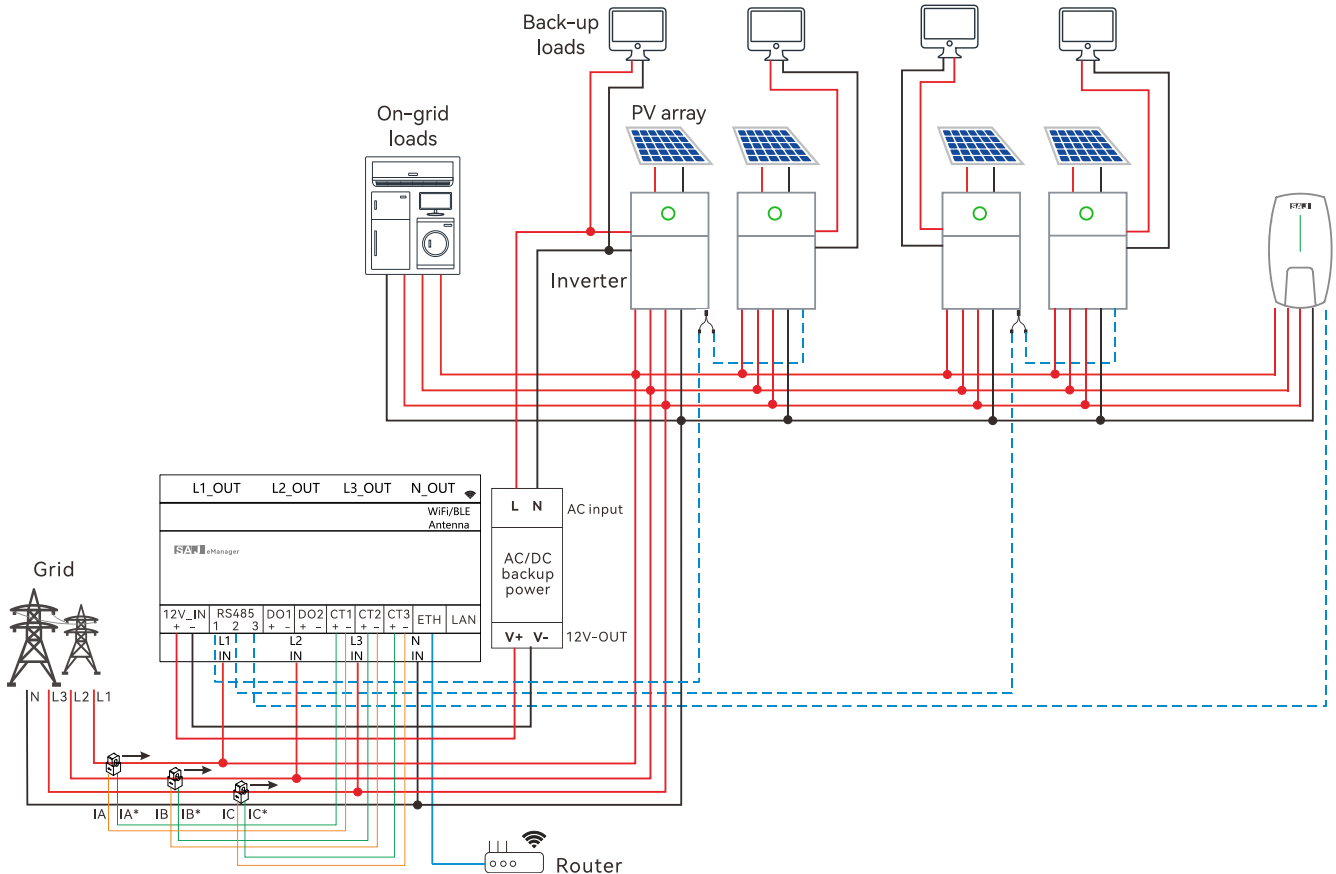 Back-up
loads
On-grid
loads
PV array
SAJ
Inverter
L1_OUT L2_OUT L3_OUT N_OUT
WiFi/BLE
Antenna
SAJ eManager
L N AC input
AC/DC
backup
power
V+ V- 12V-OUT
12V_IN RS485 DO1 DO2 CT1 CT2 CT3 ETH LAN
+ - 1 2 3 + - + - + - + - + -
L1 L2 L3 N
IN IN IN IN
Grid
N L3 L2 L1
IA IA* IB IB* IC IC*
Router